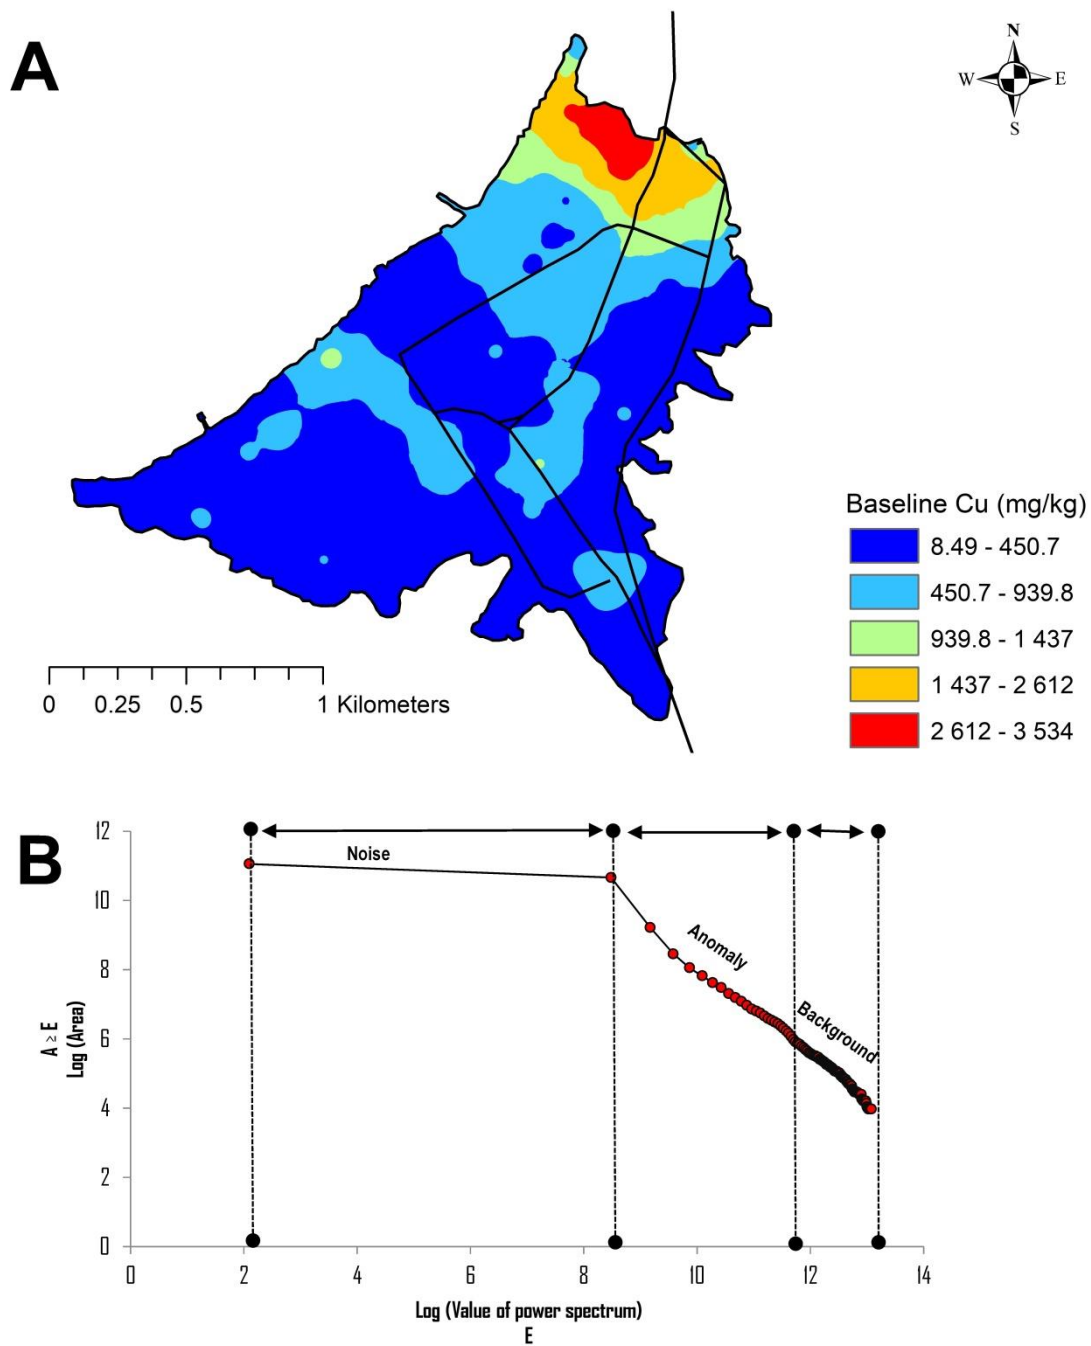 A
N
W E
S
Baseline Cu (mg/kg)
8.49 - 450.7
450.7 - 939.8
939.8 - 1 437
1 437 - 2 612
2 612 - 3 534
0 0.25 0.5 1 Kilometers
B
12
10
8
6
4
2
0
A ≥ E
Log (Area)
Noise
Anomaly
Background
0 2 4 6 8 10 12 14
Log (Value of power spectrum)
E